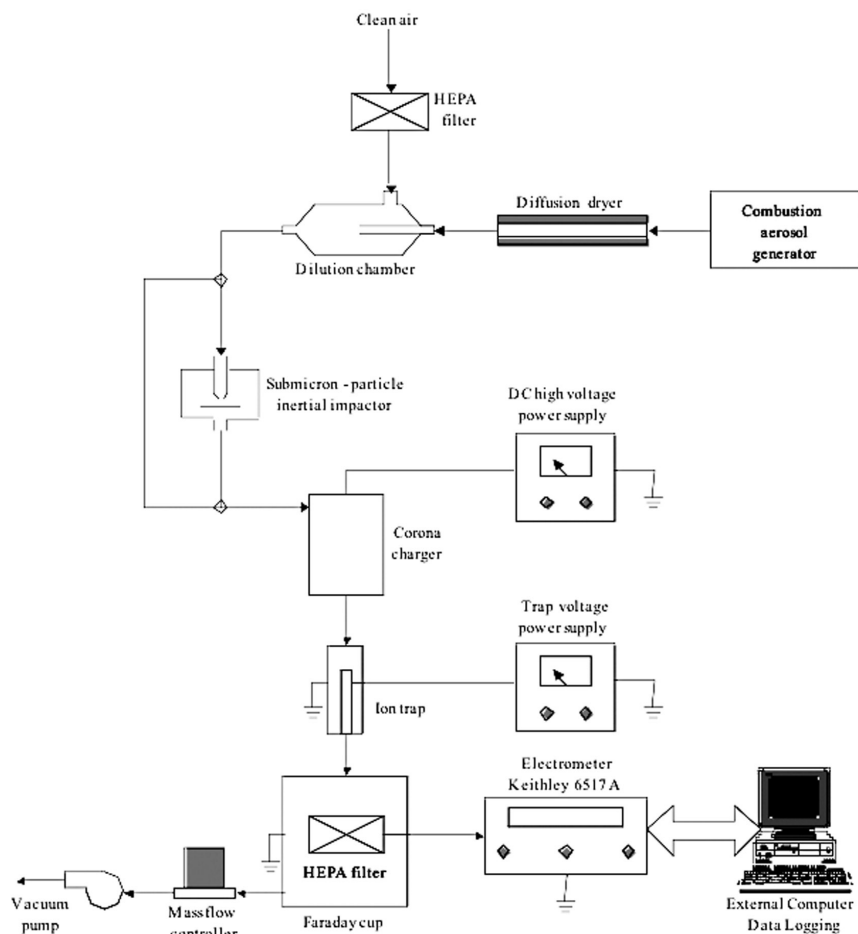 Clean air
HEPA
filter
Diffusion dryer
Combustion
aerosol
generator
Dilution chamber
Submicron - particle
inertial impactor
DC high voltage
power supply
Corona
charger
Trap voltage
power supply
Ion trap
Electrometer
Keithley 6517A
HEPA filter
Vacuum
pump
Mass flow
controller
Faraday cup
External Computer
Data Logging